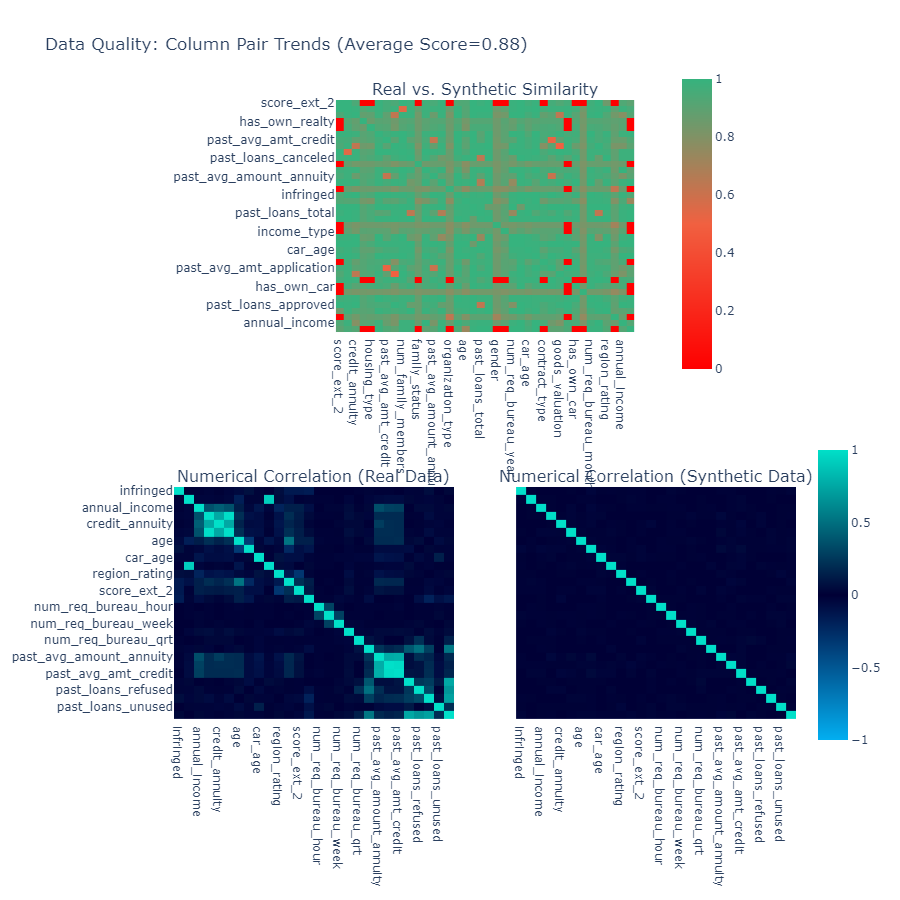 Data Quality: Column Pair Trends (Average Score=0.88)
Real vs. Synthetic Similarity
score_ext_2
has_own_realty
past_avg_amt_credit
past_loans_canceled
past_avg_amount_annuity
infringed
past_loans_total
income_type
car_age
past_avg_amt_application
has_own_car
past_loans_approved
annual_income
score_ext_2
credit_annuity
housing_type
past_avg_amt_credit
num_family_members
family_status
past_avg_amount_annu
organization_type
age
past_loans_total
gender
num_req_bureau_year
car_age
contract_type
goods_valuation
has_own_car
num_req_bureau_month
region_rating
annual_income
1
0.8
0.6
0.4
0.2
0
Numerical Correlation (Real Data)
infringed
annual_income
credit_annuity
age
car_age
region_rating
score_ext_2
num_req_bureau_hour
num_req_bureau_week
num_req_bureau_qrt
past_avg_amount_annuity
past_avg_amt_credit
past_loans_refused
past_loans_unused
infringed
annual_income
credit_annuity
age
car_age
region_rating
score_ext_2
num_req_bureau_hour
num_req_bureau_week
num_req_bureau_qrt
past_avg_amount_annuity
past_avg_amt_credit
past_loans_refused
past_loans_unused
Numerical Correlation (Synthetic Data)
infringed
annual_income
credit_annuity
age
car_age
region_rating
score_ext_2
num_req_bureau_hour
num_req_bureau_week
num_req_bureau_qrt
past_avg_amount_annuity
past_avg_amt_credit
past_loans_refused
past_loans_unused
1
0.5
0
−0.5
−1